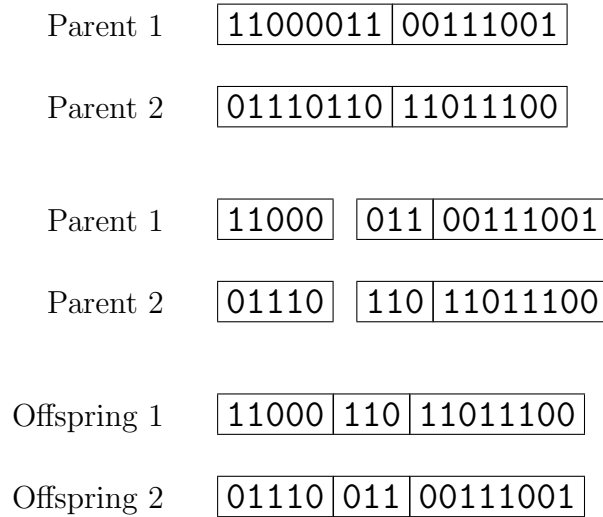 Parent 1 11000011 00111001
Parent 2 01110110 11011100
Parent 1 11000 011 00111001
Parent 2 01110 110 11011100
Offspring 1 11000 110 11011100
Offspring 2 01110 011 00111001